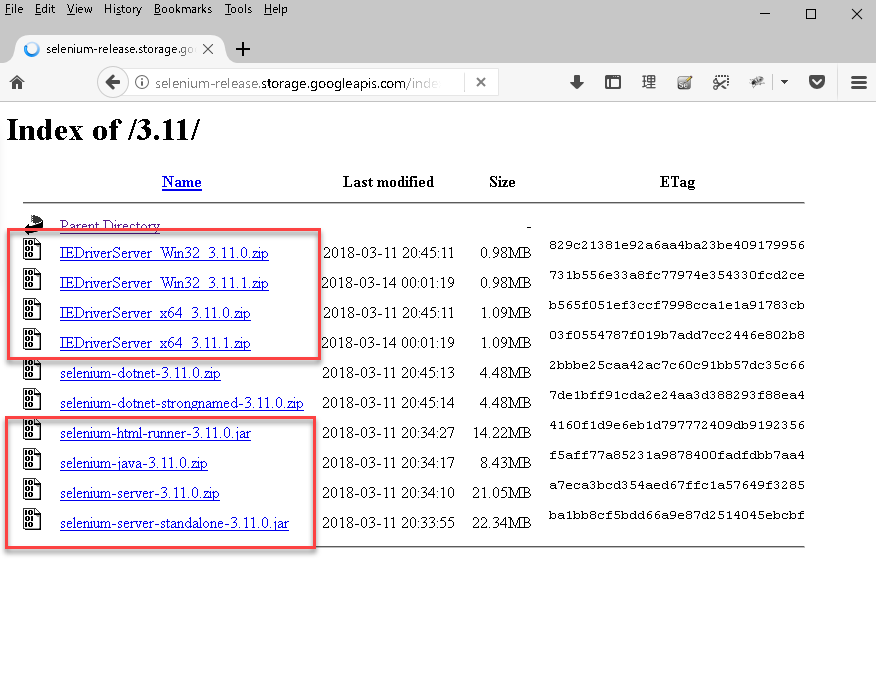 File Edit View History Bookmarks Tools Help
selenium-release.storage.go
selenium-release.storage.googleapis.com/inde
Index of /3.11/
Name Last modified Size ETag
Parent Directory -
IEDriverServer_Win32_3.11.0.zip 2018-03-11 20:45:11 0.98MB 829c21381e92a6aa4ba23be409179956
IEDriverServer_Win32_3.11.1.zip 2018-03-14 00:01:19 0.98MB 731b556e33a8fc77974e354330fcd2ce
IEDriverServer_x64_3.11.0.zip 2018-03-11 20:45:11 1.09MB b565f051ef3ccf7998cca1e1a91783cb
IEDriverServer_x64_3.11.1.zip 2018-03-14 00:01:19 1.09MB 03f0554787f019b7add7cc2446e802b8
selenium-dotnet-3.11.0.zip 2018-03-11 20:45:13 4.48MB 2bbbe25caa42ac7c60c91bb57dc35c66
selenium-dotnet-strongnamed-3.11.0.zip 2018-03-11 20:45:14 4.48MB 7de1bff91cda2e24aa3d388293f88ea4
selenium-html-runner-3.11.0.jar 2018-03-11 20:34:27 14.22MB 4160f1d9e6eb1d797772409db9192356
selenium-java-3.11.0.zip 2018-03-11 20:34:17 8.43MB f5aff77a85231a9878400fadfdbb7aa4
selenium-server-3.11.0.zip 2018-03-11 20:34:10 21.05MB a7eca3bcd354aed67ffc1a57649f3285
selenium-server-standalone-3.11.0.jar 2018-03-11 20:33:55 22.34MB ba1bb8cf5bdd66a9e87d2514045ebcbf